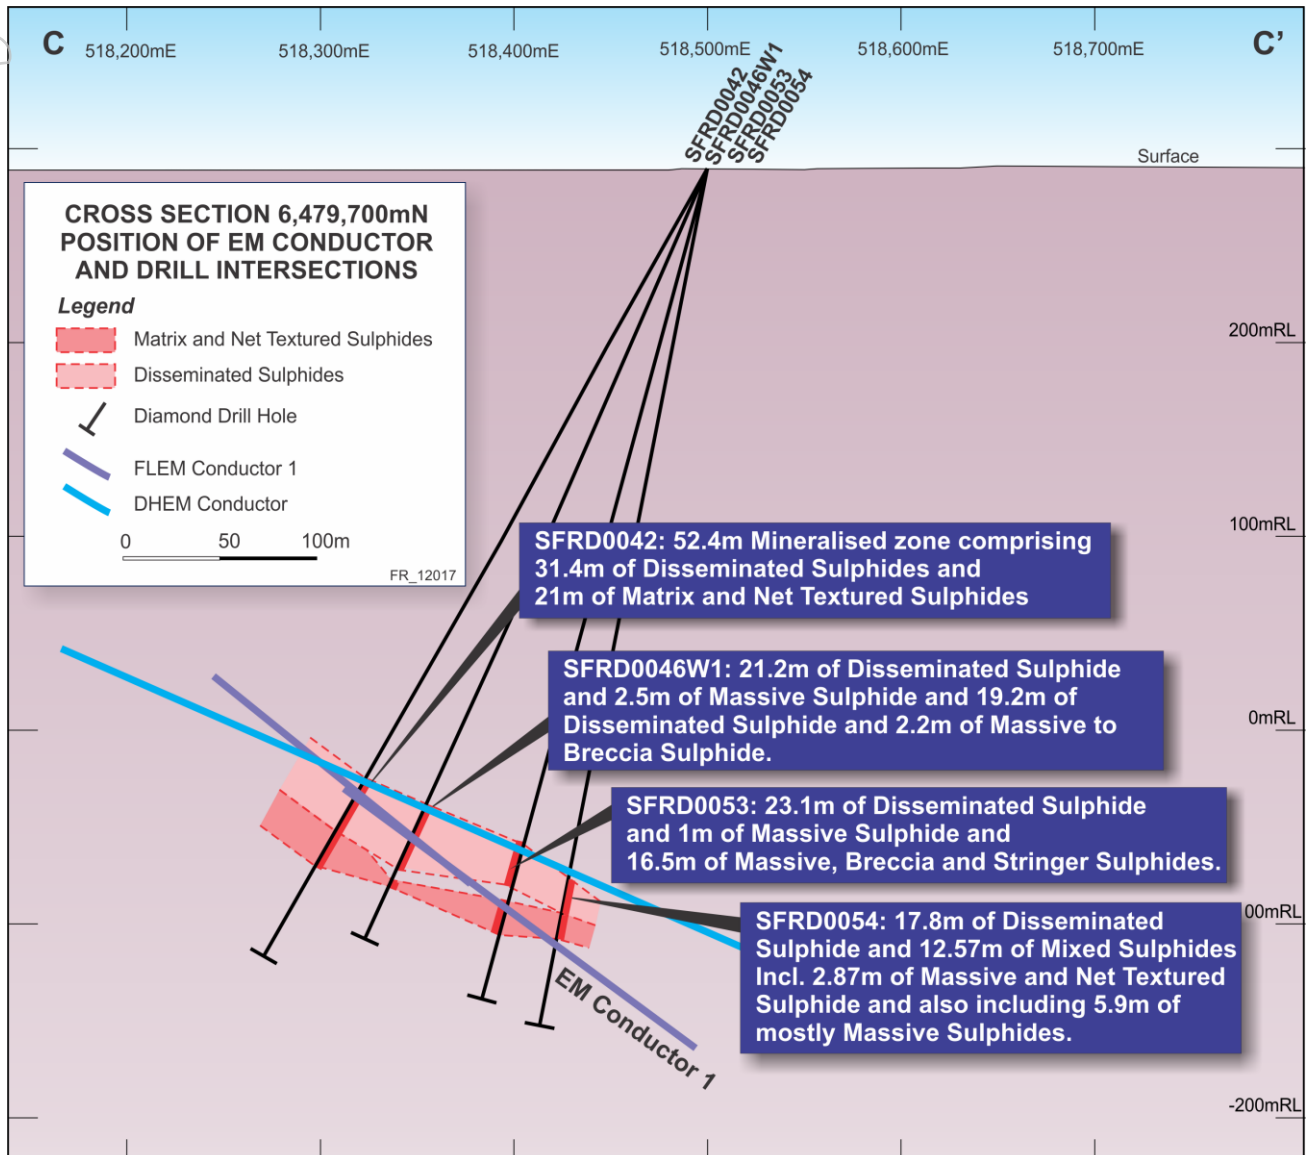 C
518,200mE
518,300mE
518,400mE
518,500mE
518,600mE
518,700mE
C'
SFRD0042
SFRD0046W1
SFRD0053
SFRD0054
Surface
CROSS SECTION 6,479,700mN
POSITION OF EM CONDUCTOR
AND DRILL INTERSECTIONS
Legend
Matrix and Net Textured Sulphides
Disseminated Sulphides
Diamond Drill Hole
FLEM Conductor 1
DHEM Conductor
0 50 100m
FR_12017
200mRL
100mRL
SFRD0042: 52.4m Mineralised zone comprising
31.4m of Disseminated Sulphides and
21m of Matrix and Net Textured Sulphides
SFRD0046W1: 21.2m of Disseminated Sulphide
and 2.5m of Massive Sulphide and 19.2m of
Disseminated Sulphide and 2.2m of Massive to
Breccia Sulphide.
0mRL
SFRD0053: 23.1m of Disseminated Sulphide
and 1m of Massive Sulphide and
16.5m of Massive, Breccia and Stringer Sulphides.
00mRL
SFRD0054: 17.8m of Disseminated
Sulphide and 12.57m of Mixed Sulphides
Incl. 2.87m of Massive and Net Textured
Sulphide and also including 5.9m of
mostly Massive Sulphides.
EM Conductor 1
-200mRL